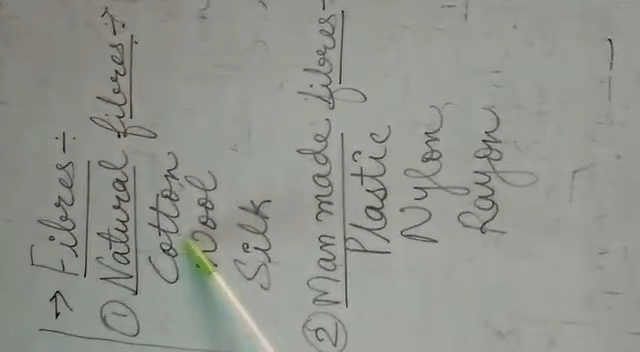 → Fibres÷
① Natural fibres÷
Cotton
Wool
Silk
② Man made fibres-
Plastic
Nylon
Rayon